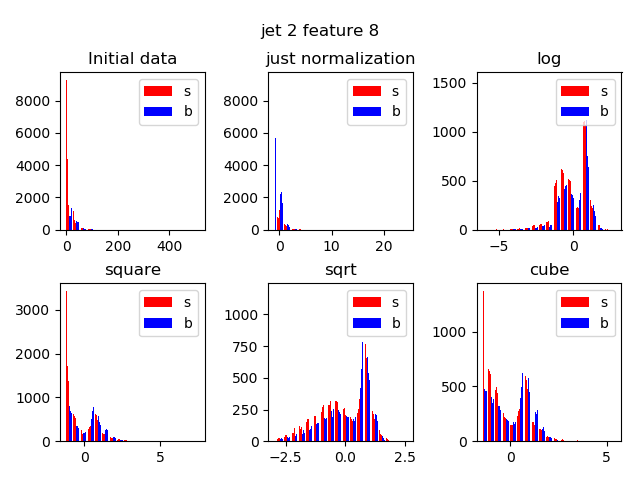 jet 2 feature 8
Initial data
just normalization
log
s
b
s
b
s
b
8000
6000
4000
2000
0
0 200 400
8000
6000
4000
2000
0
0 10 20
1500
1000
500
0
−5 0
square
sqrt
cube
s
b
s
b
s
b
3000
2000
1000
0
0 5
1000
750
500
250
0
−2.5 0.0 2.5
1000
500
0
0 5